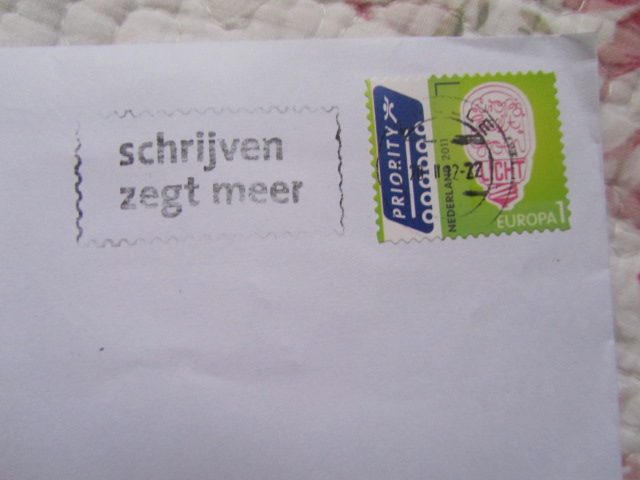 schrijven
zegt meer
PRIORITY
NEDERLAND 2011
EUROPA 1